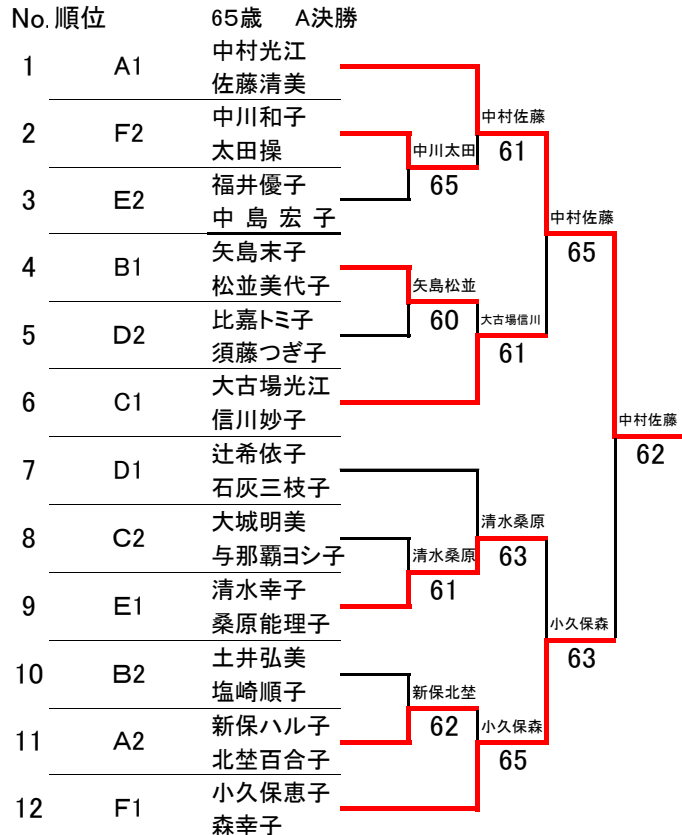 No. 順位 65歳 A決勝
1 A1 中村光江
佐藤清美
2 F2 中川和子
太田操
3 E2 福井優子
中島宏子
4 B1 矢島末子
松並美代子
5 D2 比嘉トミ子
須藤つぎ子
6 C1 大古場光江
信川妙子
7 D1 辻希依子
石灰三枝子
8 C2 大城明美
与那覇ヨシ子
9 E1 清水幸子
桑原能理子
10 B2 土井弘美
塩崎順子
11 A2 新保ハル子
北埜百合子
12 F1 小久保恵子
森幸子
中川太田
65
矢島松並
60
清水桑原
61
新保北埜
62
中村佐藤
61
大古場信川
61
清水桑原
63
小久保森
65
中村佐藤
65
小久保森
63
中村佐藤
62